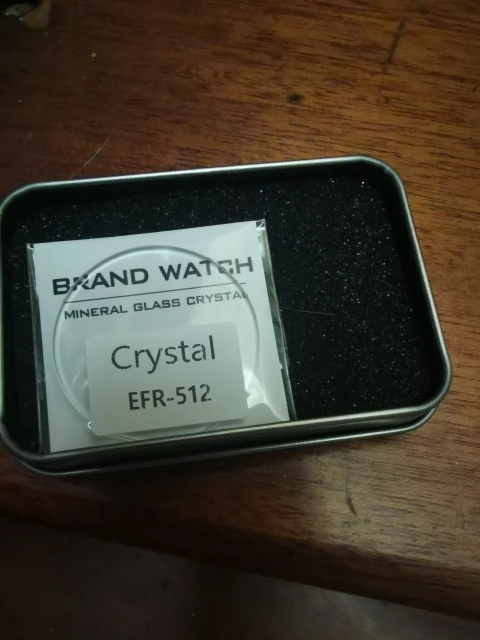 BRAND WATCH
MINERAL GLASS CRYSTAL
Crystal
EFR-512